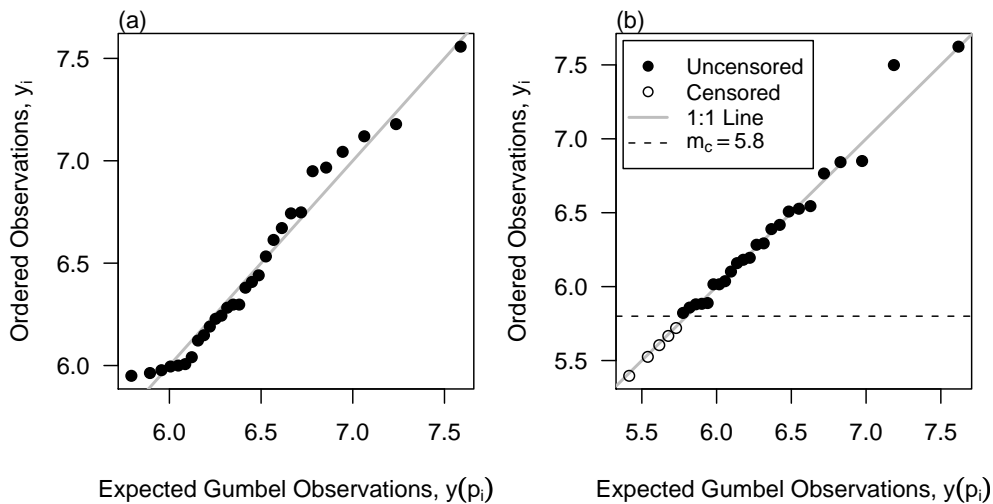 (a)
7.5
7.0
6.5
6.0
Ordered Observations, yi
6.0 6.5 7.0 7.5
Expected Gumbel Observations, y(pi)
(b)
Uncensored
Censored
1:1 Line
mc = 5.8
7.5
7.0
6.5
6.0
5.5
Ordered Observations, yi
5.5 6.0 6.5 7.0 7.5
Expected Gumbel Observations, y(pi)